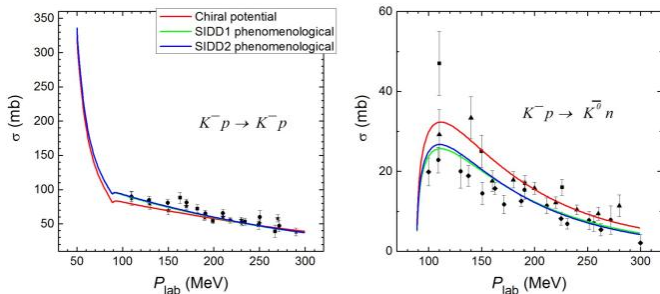 350
300
250
200
150
100
50
σ (mb)
Chiral potential
SIDD1 phenomenological
SIDD2 phenomenological
K⁻ p → K⁻ p
50 100 150 200 250 300
P_lab (MeV)
60
40
20
0
σ (mb)
K⁻ p → K̅⁰ n
100 150 200 250 300
P_lab (MeV)